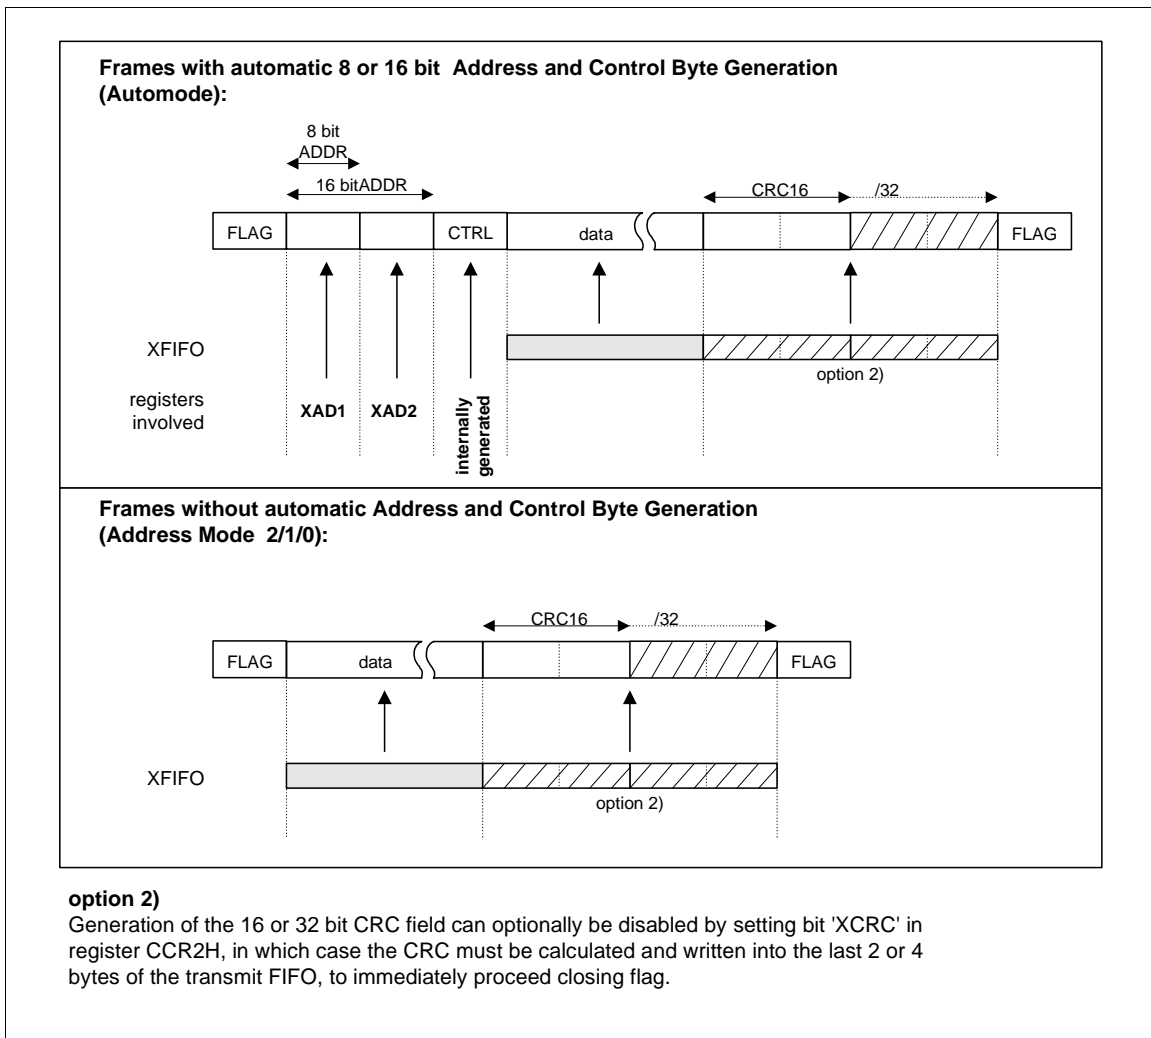 Frames with automatic 8 or 16 bit Address and Control Byte Generation
(Automode):
8 bit
ADDR
16 bitADDR
CRC16
/32
FLAG
CTRL
data
FLAG
XFIFO
option 2)
registers
involved
XAD1
XAD2
internally
generated
Frames without automatic Address and Control Byte Generation
(Address Mode 2/1/0):
CRC16
/32
FLAG
data
FLAG
XFIFO
option 2)
option 2)
Generation of the 16 or 32 bit CRC field can optionally be disabled by setting bit 'XCRC' in
register CCR2H, in which case the CRC must be calculated and written into the last 2 or 4
bytes of the transmit FIFO, to immediately proceed closing flag.